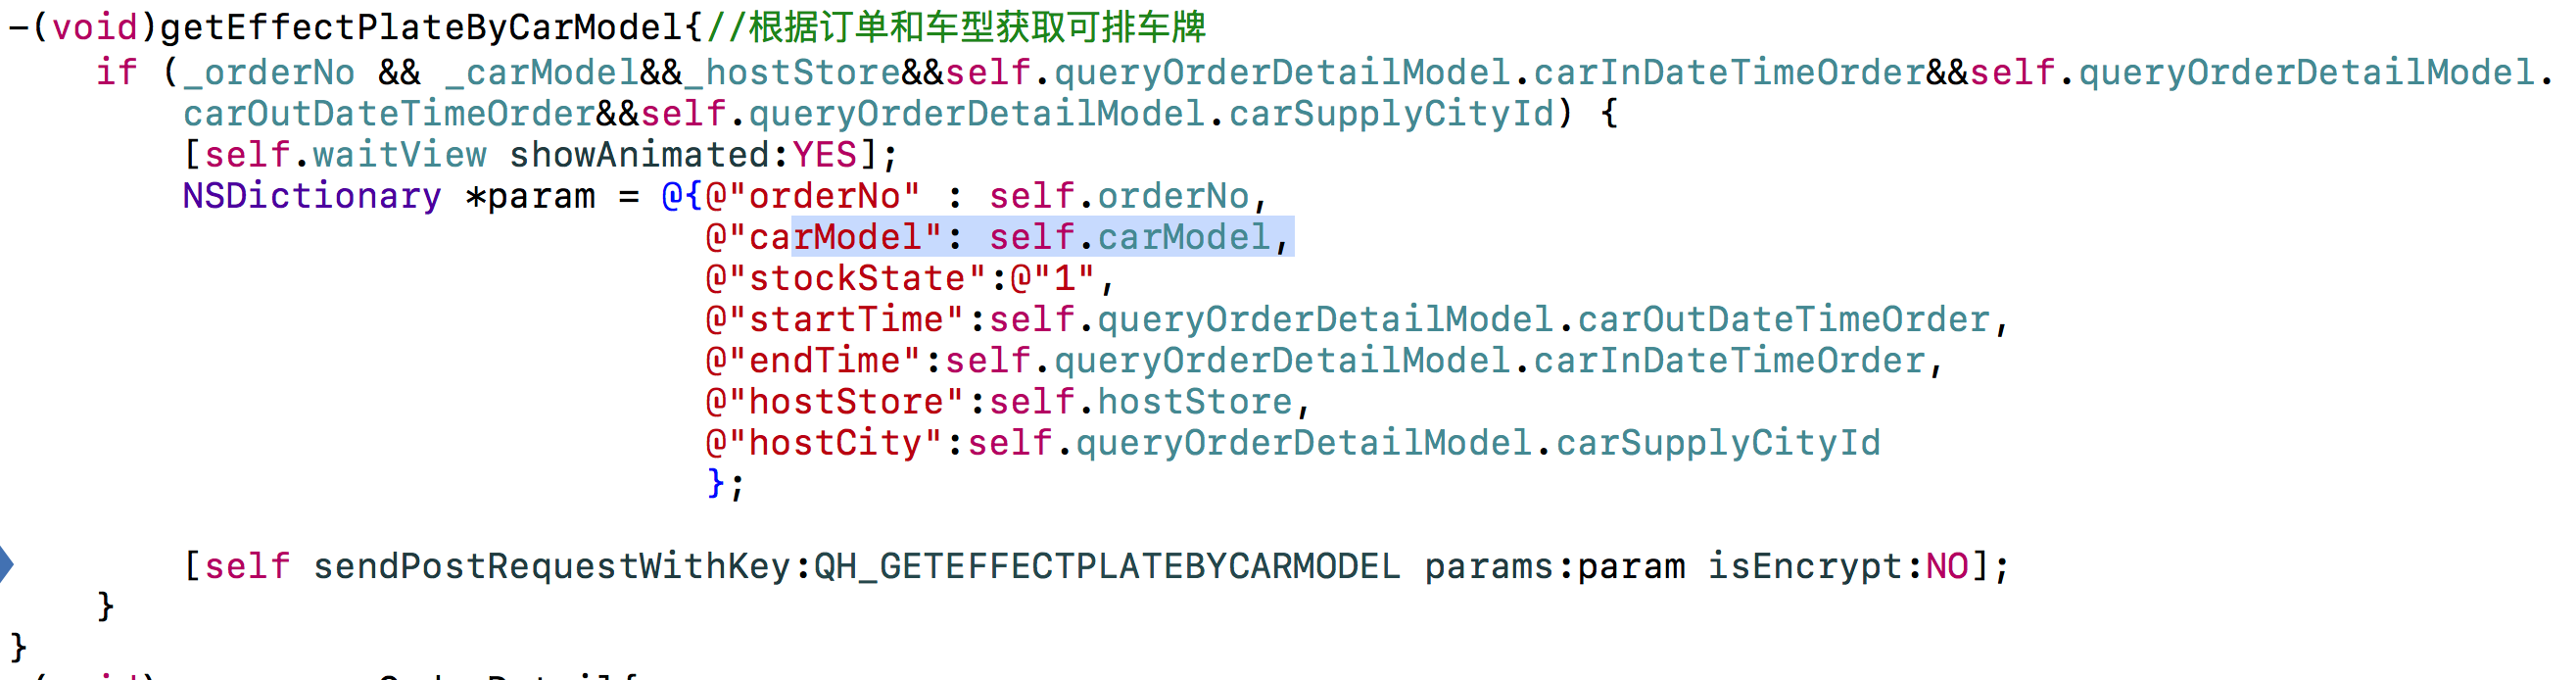 -(void)getEffectPlateByCarModel{//根据订单和车型获取可排车牌
if (_orderNo && _carModel&&_hostStore&&self.queryOrderDetailModel.carInDateTimeOrder&&self.queryOrderDetailModel.
carOutDateTimeOrder&&self.queryOrderDetailModel.carSupplyCityId) {
[self.waitView showAnimated:YES];
NSDictionary *param = @{@"orderNo" : self.orderNo,
@"carModel": self.carModel,
@"stockState":@"1",
@"startTime":self.queryOrderDetailModel.carOutDateTimeOrder,
@"endTime":self.queryOrderDetailModel.carInDateTimeOrder,
@"hostStore":self.hostStore,
@"hostCity":self.queryOrderDetailModel.carSupplyCityId
};
[self sendPostRequestWithKey:QH_GETEFFECTPLATEBYCARMODEL params:param isEncrypt:NO];
}
}